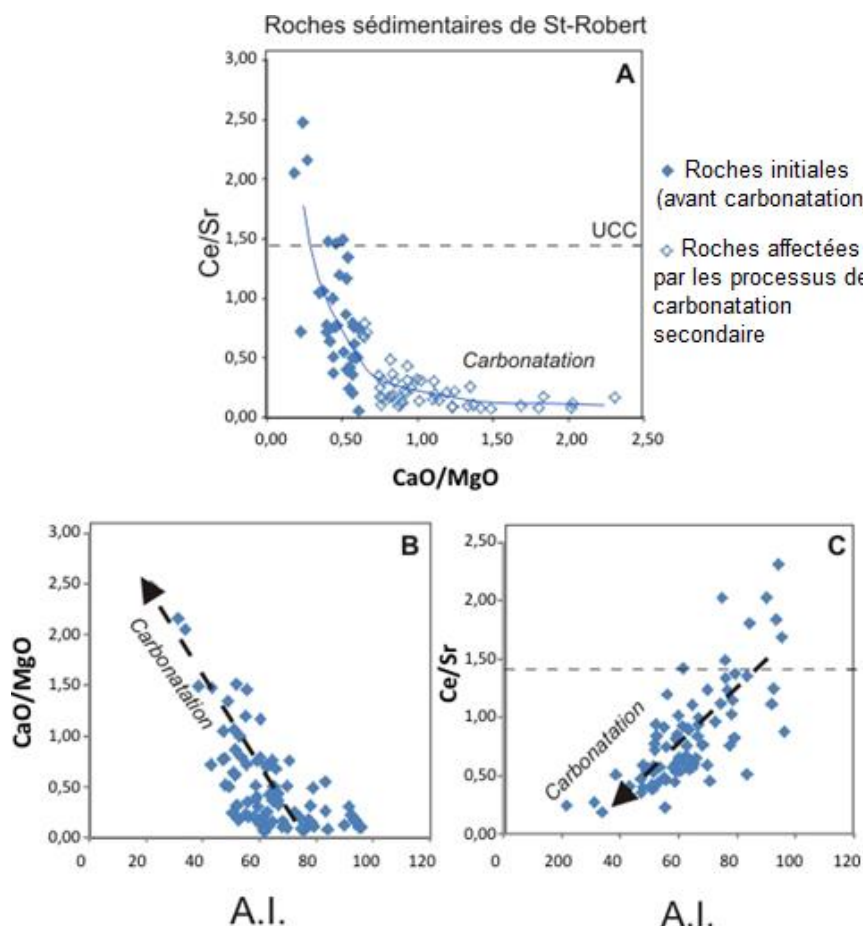 Roches sédimentaires de St-Robert
3,00
2,50
2,00
1,50
1,00
0,50
0,00
Ce/Sr
A
UCC
Carbonatation
0,00 0,50 1,00 1,50 2,00 2,50
CaO/MgO
Roches initiales
(avant carbonatation
Roches affectées
par les processus de
carbonatation
secondaire
3,00
2,50
2,00
1,50
1,00
0,50
0,00
CaO/MgO
B
Carbonatation
0 20 40 60 80 100 120
A.I.
2,50
2,00
1,50
1,00
0,50
0,00
Ce/Sr
C
Carbonatation
0 200 40 60 80 100 120
A.I.